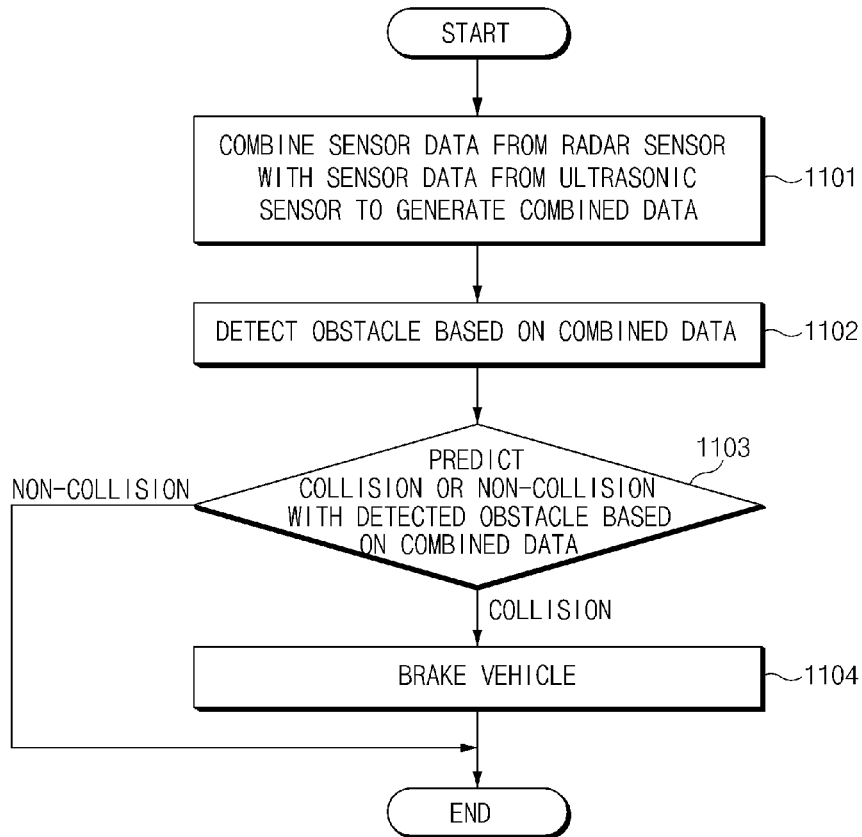 START
COMBINE SENSOR DATA FROM RADAR SENSOR
WITH SENSOR DATA FROM ULTRASONIC
SENSOR TO GENERATE COMBINED DATA
1101
DETECT OBSTACLE BASED ON COMBINED DATA
1102
1103
PREDICT
COLLISION OR NON-COLLISION
WITH DETECTED OBSTACLE BASED
ON COMBINED DATA
NON-COLLISION
COLLISION
BRAKE VEHICLE
1104
END